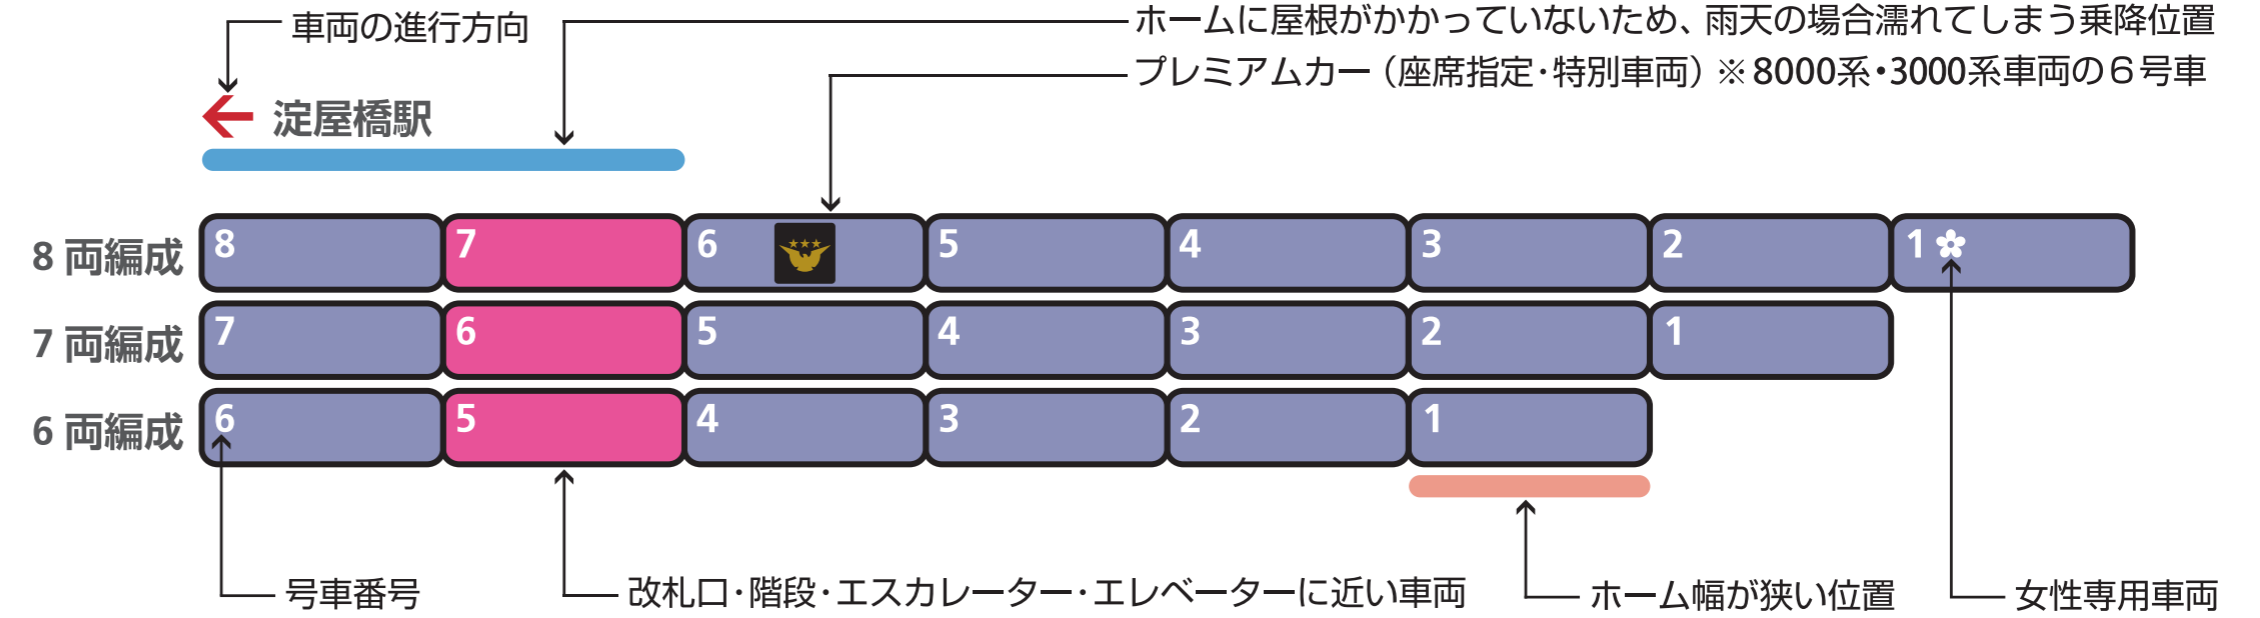 車両の進行方向
ホームに屋根がかかっていないため、雨天の場合濡れてしまう乗降位置
プレミアムカー（座席指定・特別車両）※8000系・3000系車両の６号車
淀屋橋駅
8 両編成 8 7 6 5 4 3 2 1
7 両編成 7 6 5 4 3 2 1
6 両編成 6 5 4 3 2 1
号車番号
改札口・階段・エスカレーター・エレベーターに近い車両
ホーム幅が狭い位置
女性専用車両